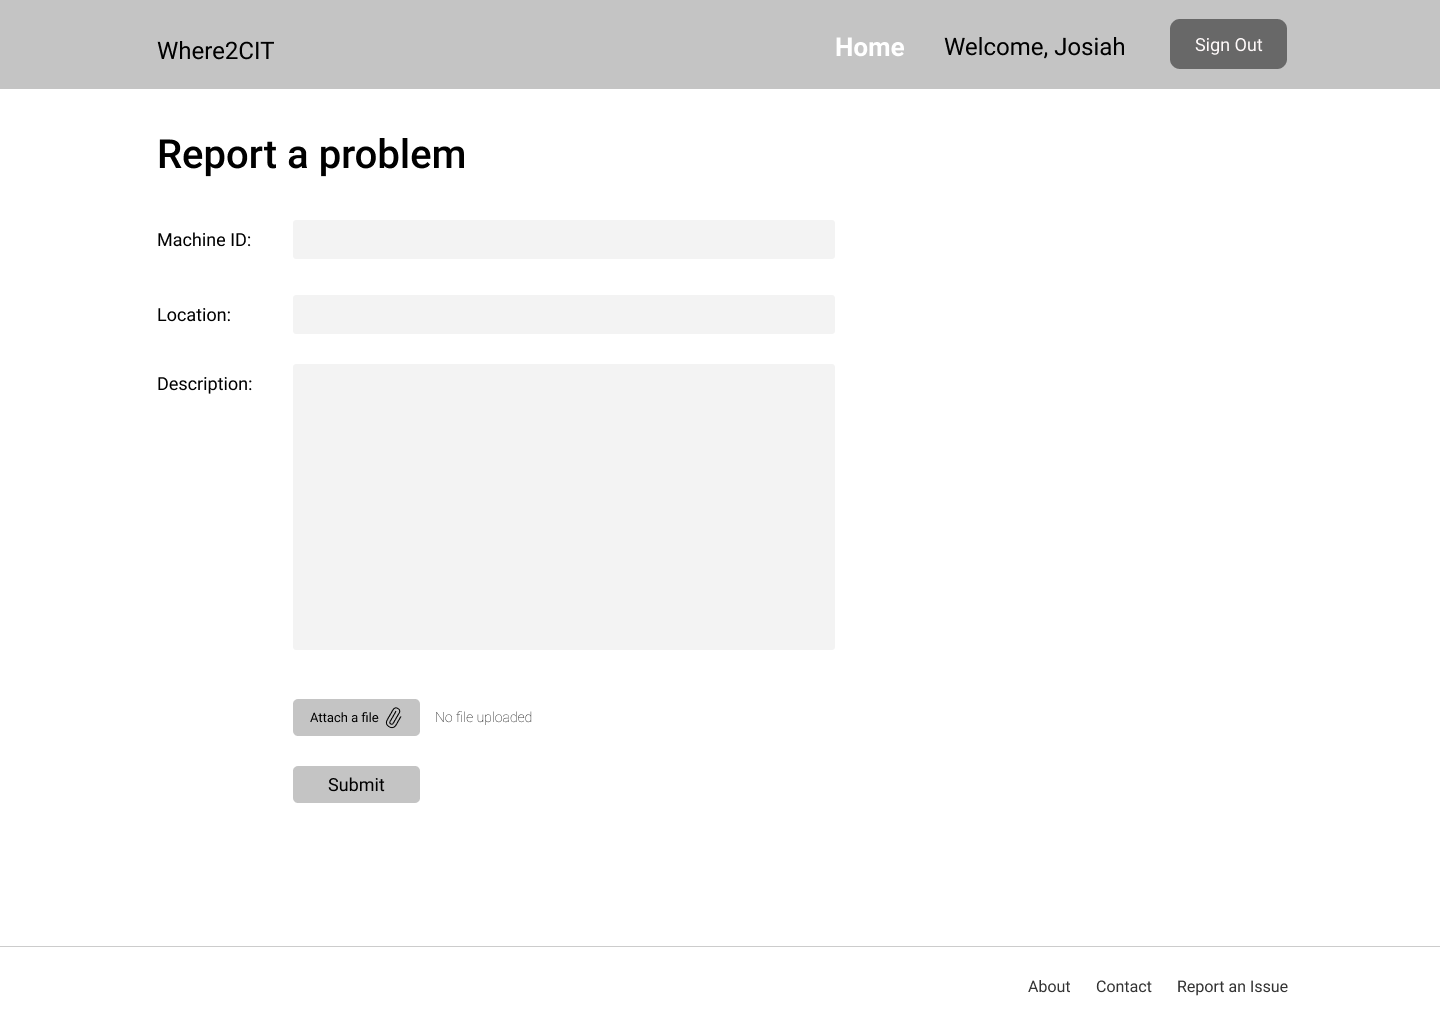 Where2CIT
Home
Welcome, Josiah
Sign Out
Report a problem
Machine ID:
Location:
Description:
Attach a file
No file uploaded
Submit
About
Contact
Report an Issue